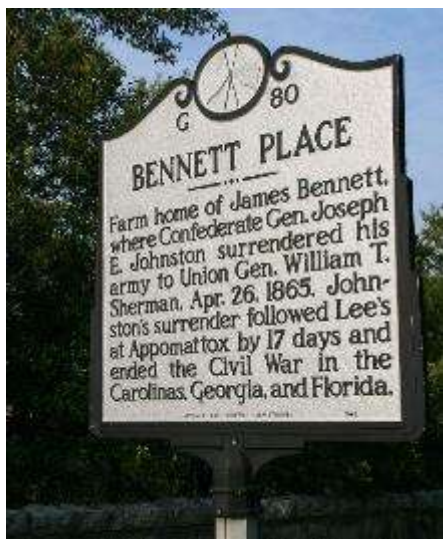 G 80
BENNETT PLACE
Farm home of James Bennett,
where Confederate Gen. Joseph
E. Johnston surrendered his
army to Union Gen. William T.
Sherman, Apr. 26, 1865. John-
ston's surrender followed Lee's
at Appomattox by 17 days and
ended the Civil War in the
Carolinas, Georgia, and Florida.